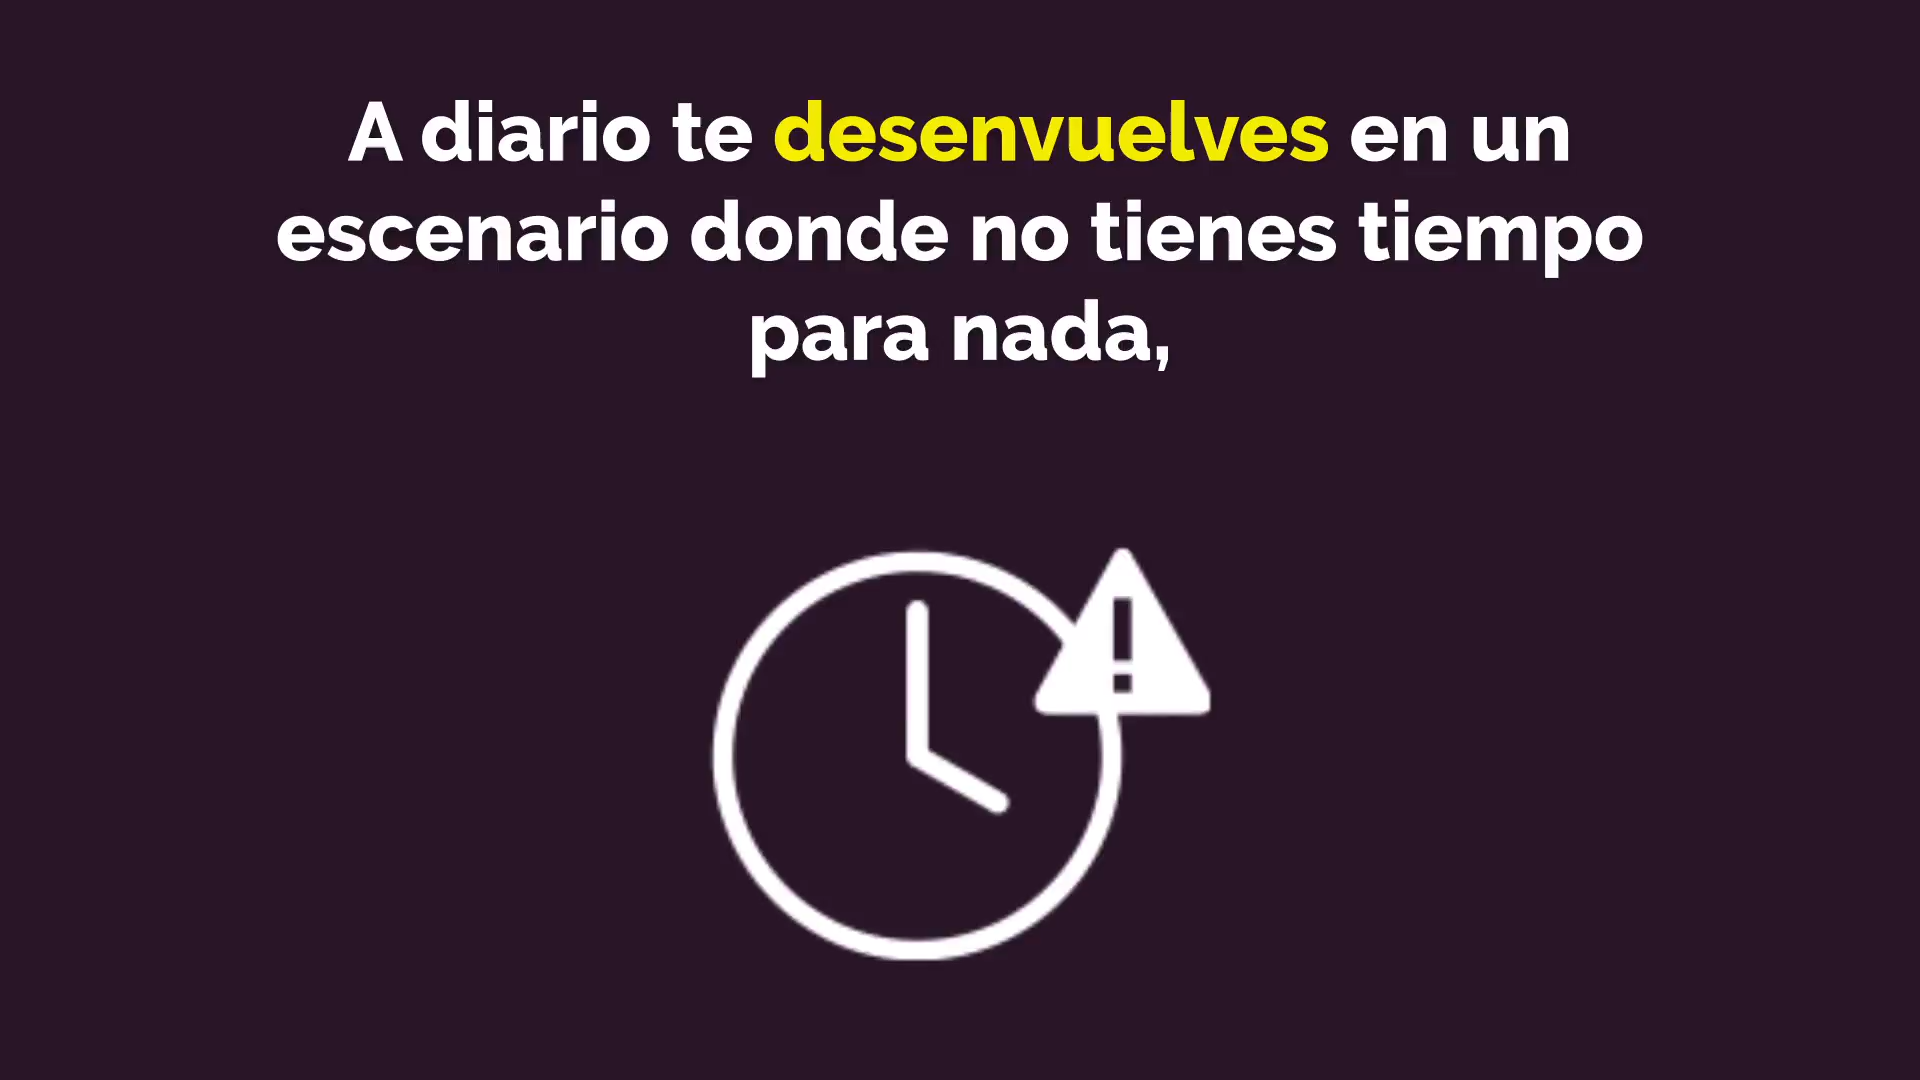 A diario te desenvuelves en un
escenario donde no tienes tiempo
para nada,